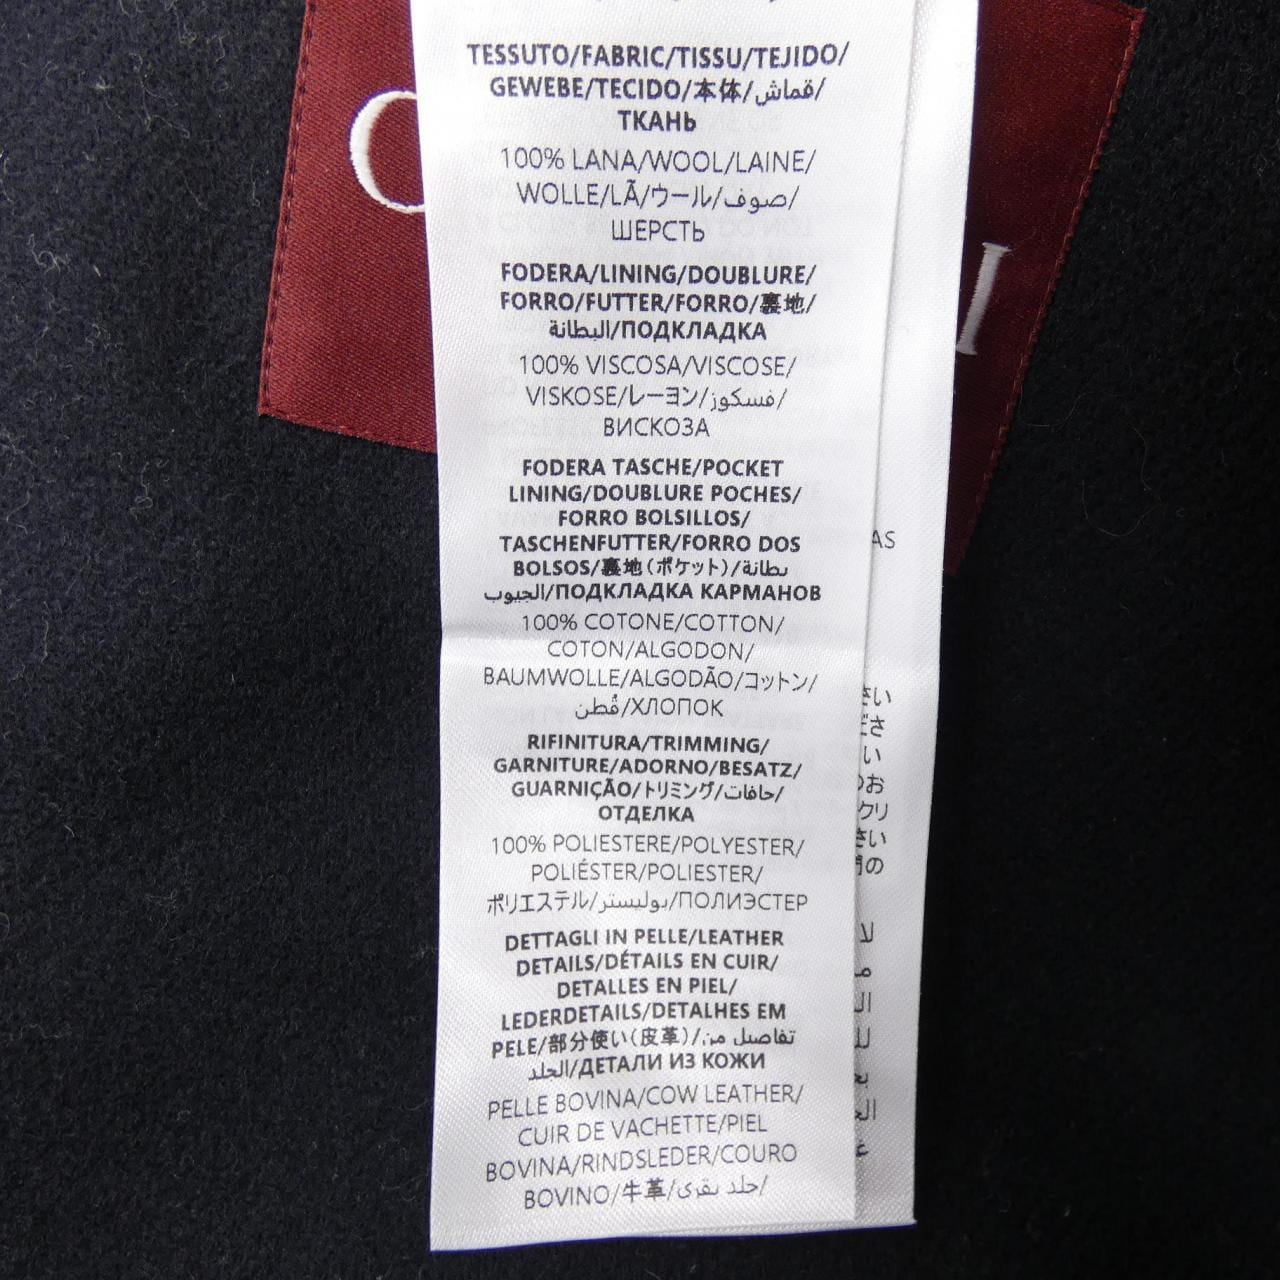 TESSUTO/FABRIC/TISSU/TEJIDO/
GEWEBE/TECIDO/本体/قماش/
ТКАНЬ
100% LANA/WOOL/LAINE/
WOLLE/LÃ/ウール/صوف/
ШЕРСТЬ
FODERA/LINING/DOUBLURE/
FORRO/FUTTER/FORRO/裏地/
البطانة/ПОДКЛАДКА
100% VISCOSA/VISCOSE/
VISKOSE/レーヨン/فسكوز/
ВИСКОЗА
FODERA TASCHE/POCKET
LINING/DOUBLURE POCHES/
FORRO BOLSILLOS/
TASCHENFUTTER/FORRO DOS
BOLSOS/裏地(ポケット)/بطانة
الجيوب/ПОДКЛАДКА КАРМАНОВ
100% COTONE/COTTON/
COTON/ALGODON/
BAUMWOLLE/ALGODÃO/コットン/
قُطن/ХЛОПОК
RIFINITURA/TRIMMING/
GARNITURE/ADORNO/BESATZ/
GUARNIÇÃO/トリミング/حافات/
ОТДЕЛКА
100% POLIESTERE/POLYESTER/
POLIÉSTER/POLIESTER/
ポリエステル/بوليستر/ПОЛИЭСТЕР
DETTAGLI IN PELLE/LEATHER
DETAILS/DÉTAILS EN CUIR/
DETALLES EN PIEL/
LEDERDETAILS/DETALHES EM
PELE/部分使い(皮革)/تفاصيل من
الجلد/ДЕТАЛИ ИЗ КОЖИ
PELLE BOVINA/COW LEATHER/
CUIR DE VACHETTE/PIEL
BOVINA/RINDSLEDER/COURO
BOVINO/牛革/جلد بقري/